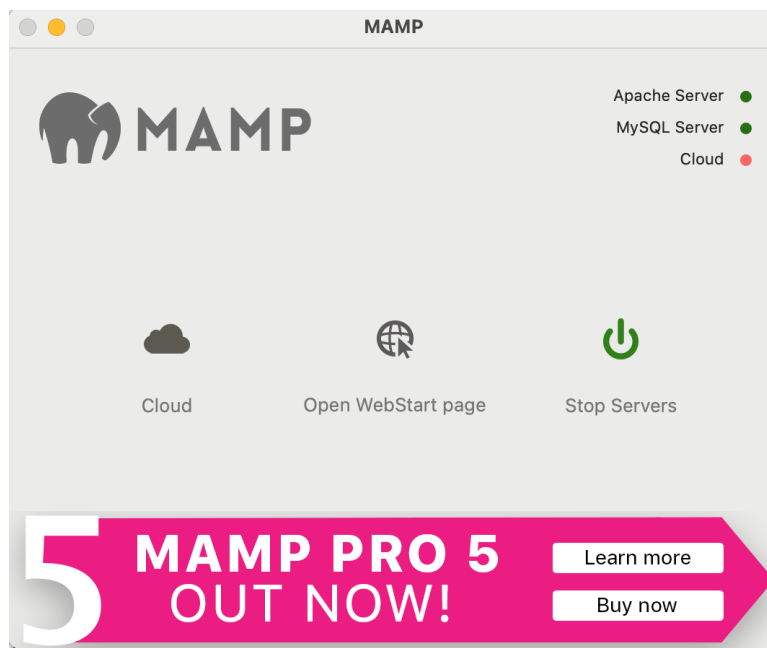 MAMP
MAMP
Apache Server
MySQL Server
Cloud
Cloud
Open WebStart page
Stop Servers
5
MAMP PRO 5
OUT NOW!
Learn more
Buy now